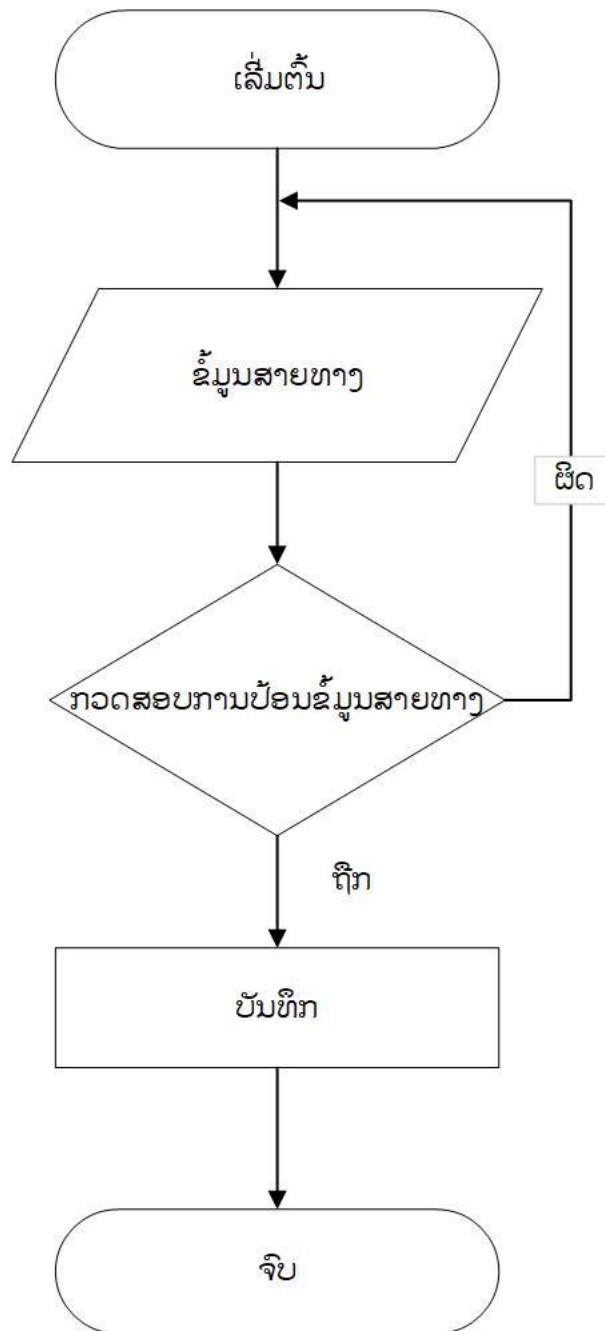 ເລີ່ມຕົ້ນ
ຂໍ້ມູນສາຍທາງ
ຜິດ
ກວດສອບການປ້ອນຂໍ້ມູນສາຍທາງ
ຖືກ
ບັນທຶກ
ຈົບ